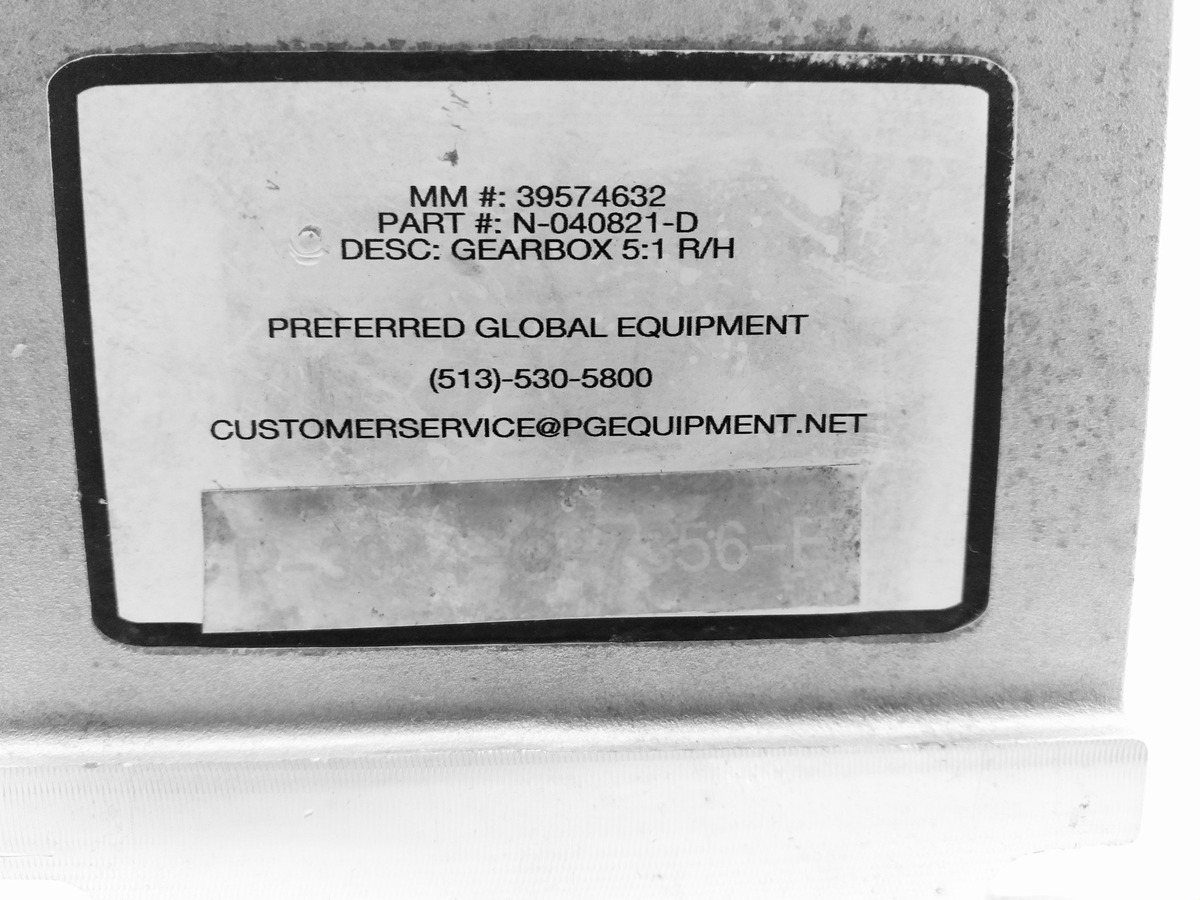 MM #: 39574632
PART #: N-040821-D
DESC: GEARBOX 5:1 R/H
PREFERRED GLOBAL EQUIPMENT
(513)-530-5800
CUSTOMERSERVICE@PGEQUIPMENT.NET